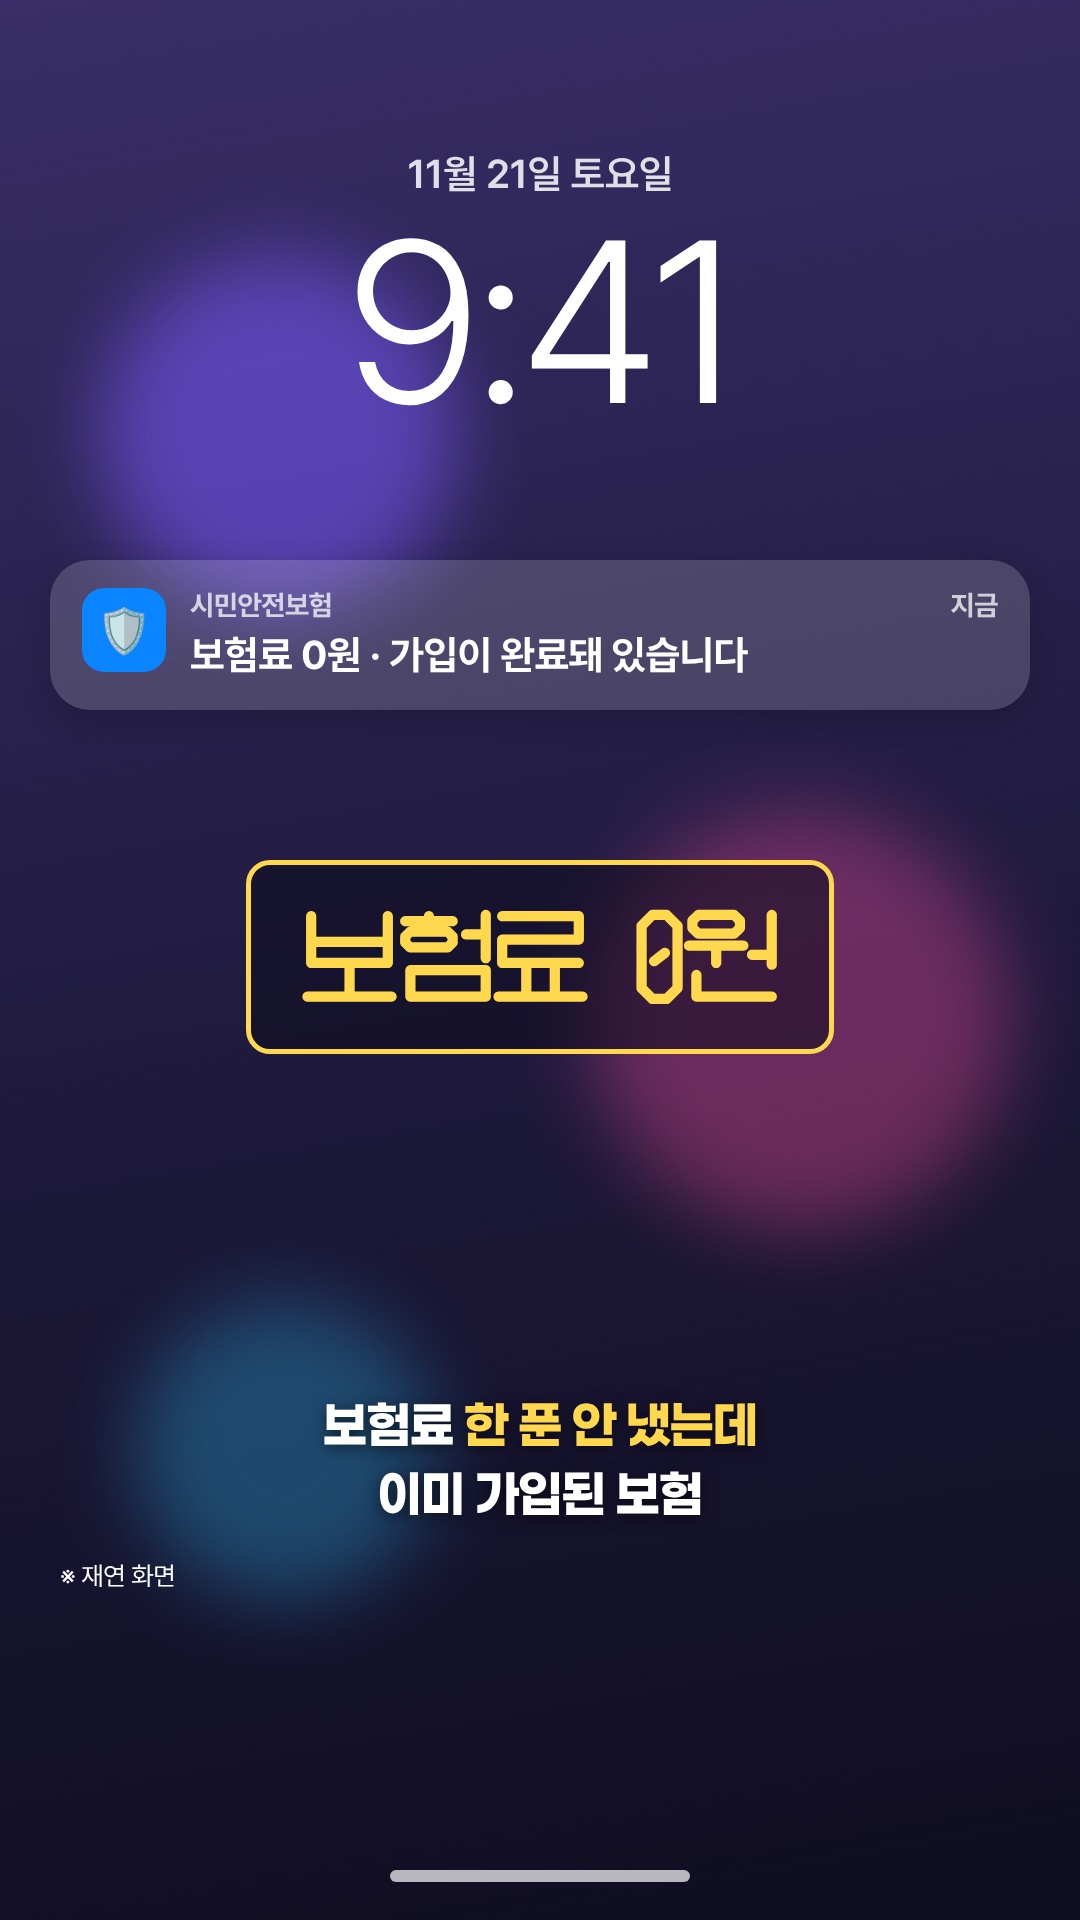 11월 21일 토요일
9:41
시민안전보험
지금
보험료 0원 · 가입이 완료돼 있습니다
보험료 0원
보험료 한 푼 안 냈는데
이미 가입된 보험
※ 재연 화면